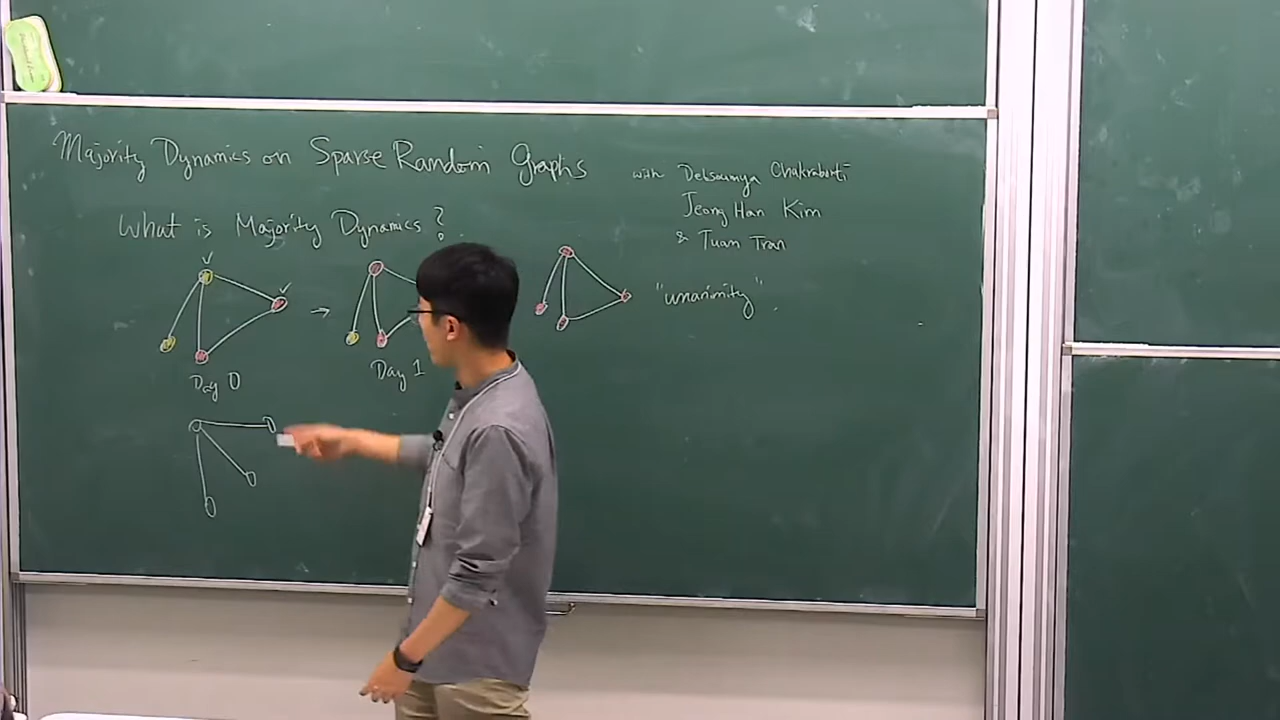 Majority Dynamics on Sparse Random Graphs
with Debsoumya Chakraborti
Jeong Han Kim
& Tuan Tran
What is Majority Dynamics?
"unanimity".
Day 0
Day 1